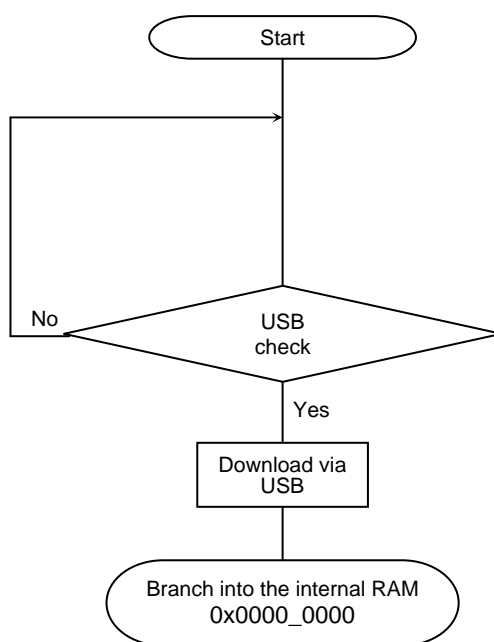 Start
No
USB
check
Yes
Download via
USB
Branch into the internal RAM
0x0000_0000